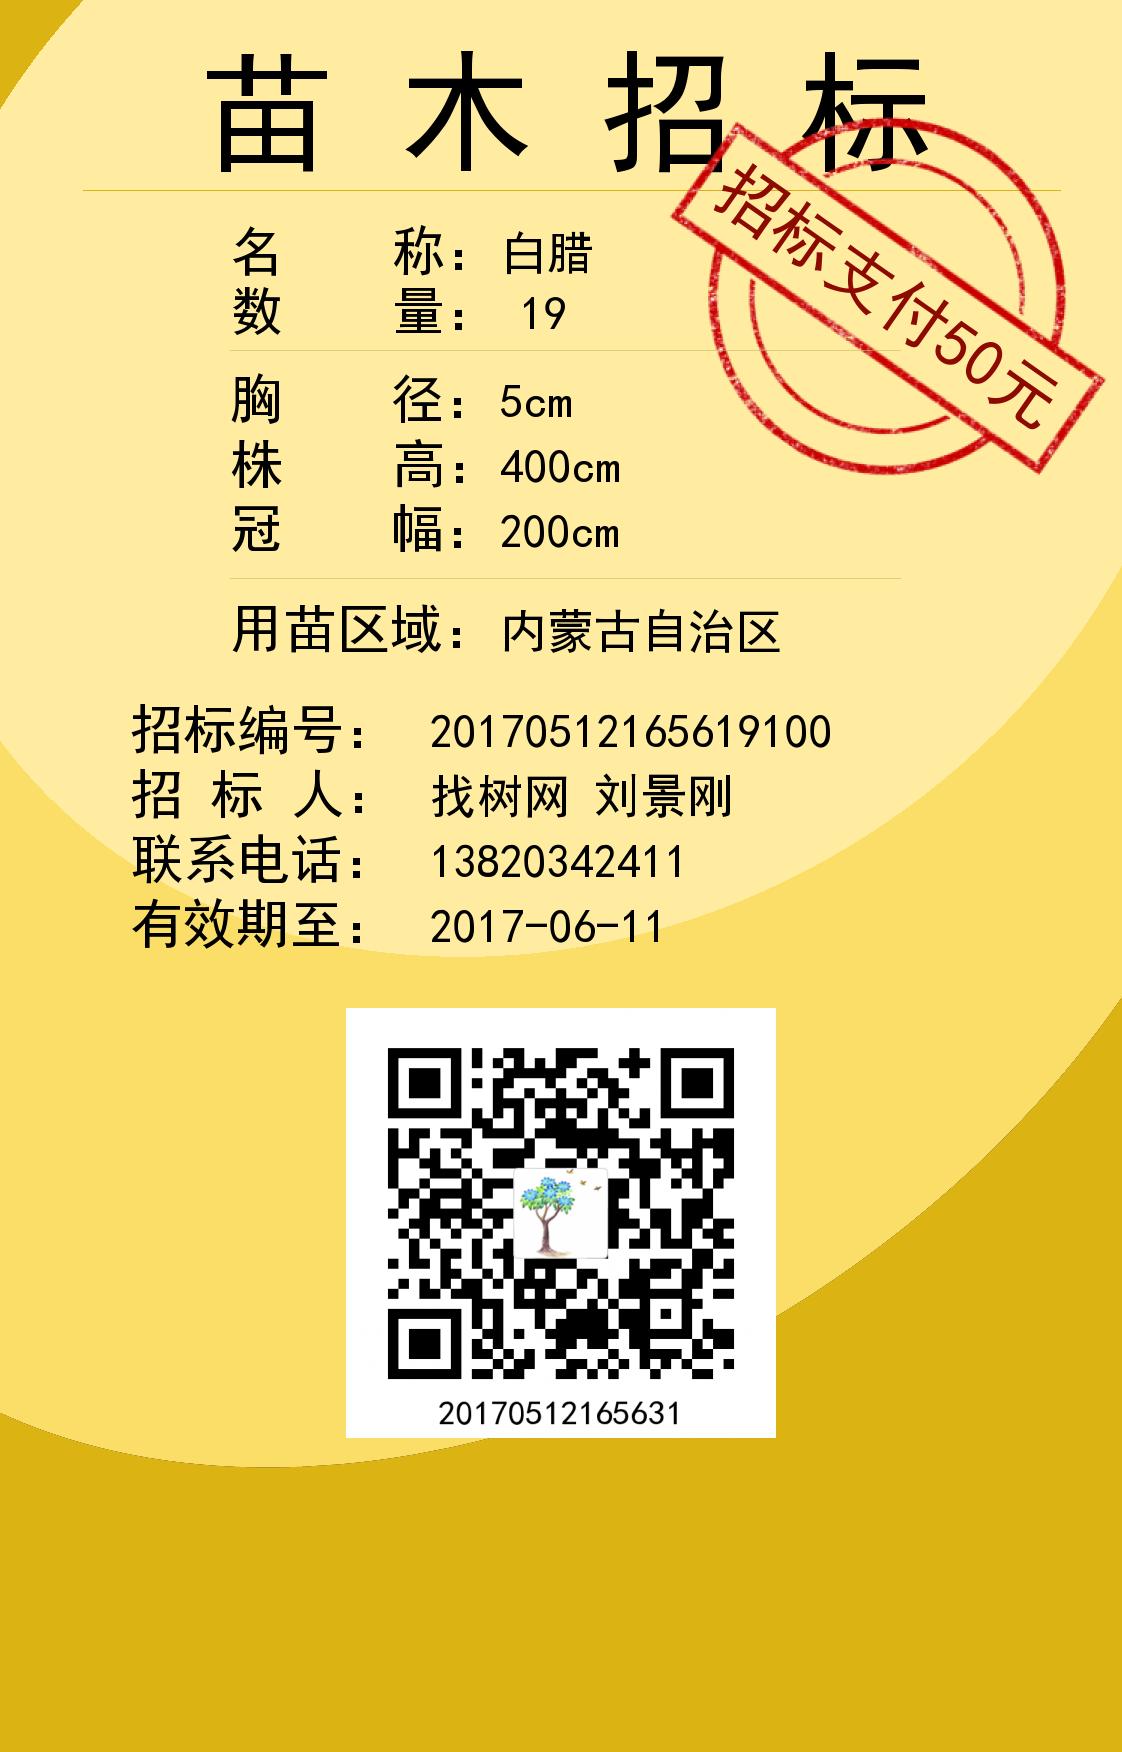 苗木招标
招标支付50元
名 称：白腊
数 量：19
胸 径：5cm
株 高：400cm
冠 幅：200cm
用苗区域：内蒙古自治区
招标编号：20170512165619100
招 标 人：找树网 刘景刚
联系电话：13820342411
有效期至：2017-06-11
20170512165631